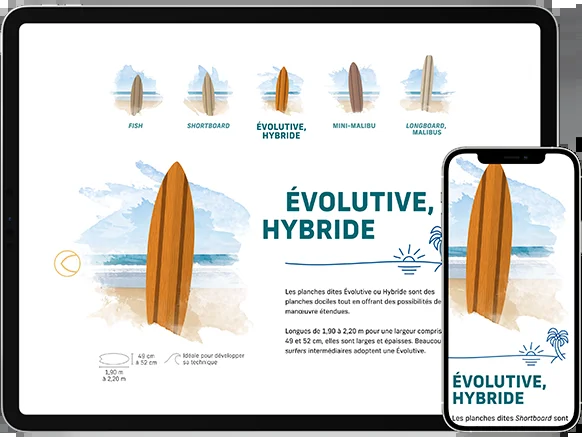 FISH
SHORTBOARD
ÉVOLUTIVE,
HYBRIDE
MINI-MALIBU
LONGBOARD,
MALIBUS
ÉVOLUTIVE,
HYBRIDE
Les planches dites Évolutive ou Hybride sont des
planches dociles tout en offrant des possibilités de
manœuvre étendues.
Longues de 1,90 à 2,20 m pour une largeur compris
49 et 52 cm, elles sont larges et épaisses. Beaucou
surfers intermédiaires adoptent une Évolutive.
49 cm
à 52 cm
1,90 m
à 2,20 m
Idéale pour développer
sa technique
ÉVOLUTIVE,
HYBRIDE
Les planches dites Shortboard sont